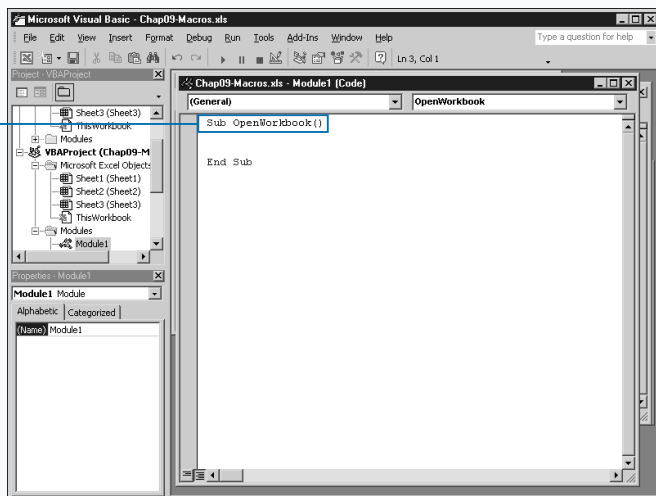 Microsoft Visual Basic - Chap09-Macros.xls
File Edit View Insert Format Debug Run Tools Add-Ins Window Help
Type a question for help
Ln 3, Col 1
Project - VBAProject
Sheet3 (Sheet3)
ThisWorkbook
Modules
VBAProject (Chap09-M
Microsoft Excel Objects
Sheet1 (Sheet1)
Sheet2 (Sheet2)
Sheet3 (Sheet3)
ThisWorkbook
Modules
Module1
Properties - Module1
Module1 Module
Alphabetic Categorized
(Name) Module1
Chap09-Macros.xls - Module1 (Code)
(General) OpenWorkbook
Sub OpenWorkbook()
End Sub